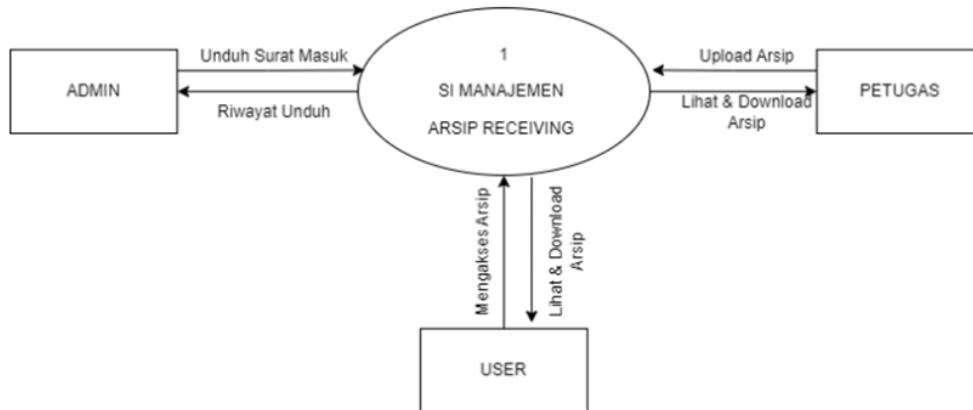 Unduh Surat Masuk
ADMIN
Riwayat Unduh
1
SI MANAJEMEN
ARSIP RECEIVING
Upload Arsip
PETUGAS
Lihat & Download
Arsip
Mengakses Arsip
Lihat & Download
Arsip
USER